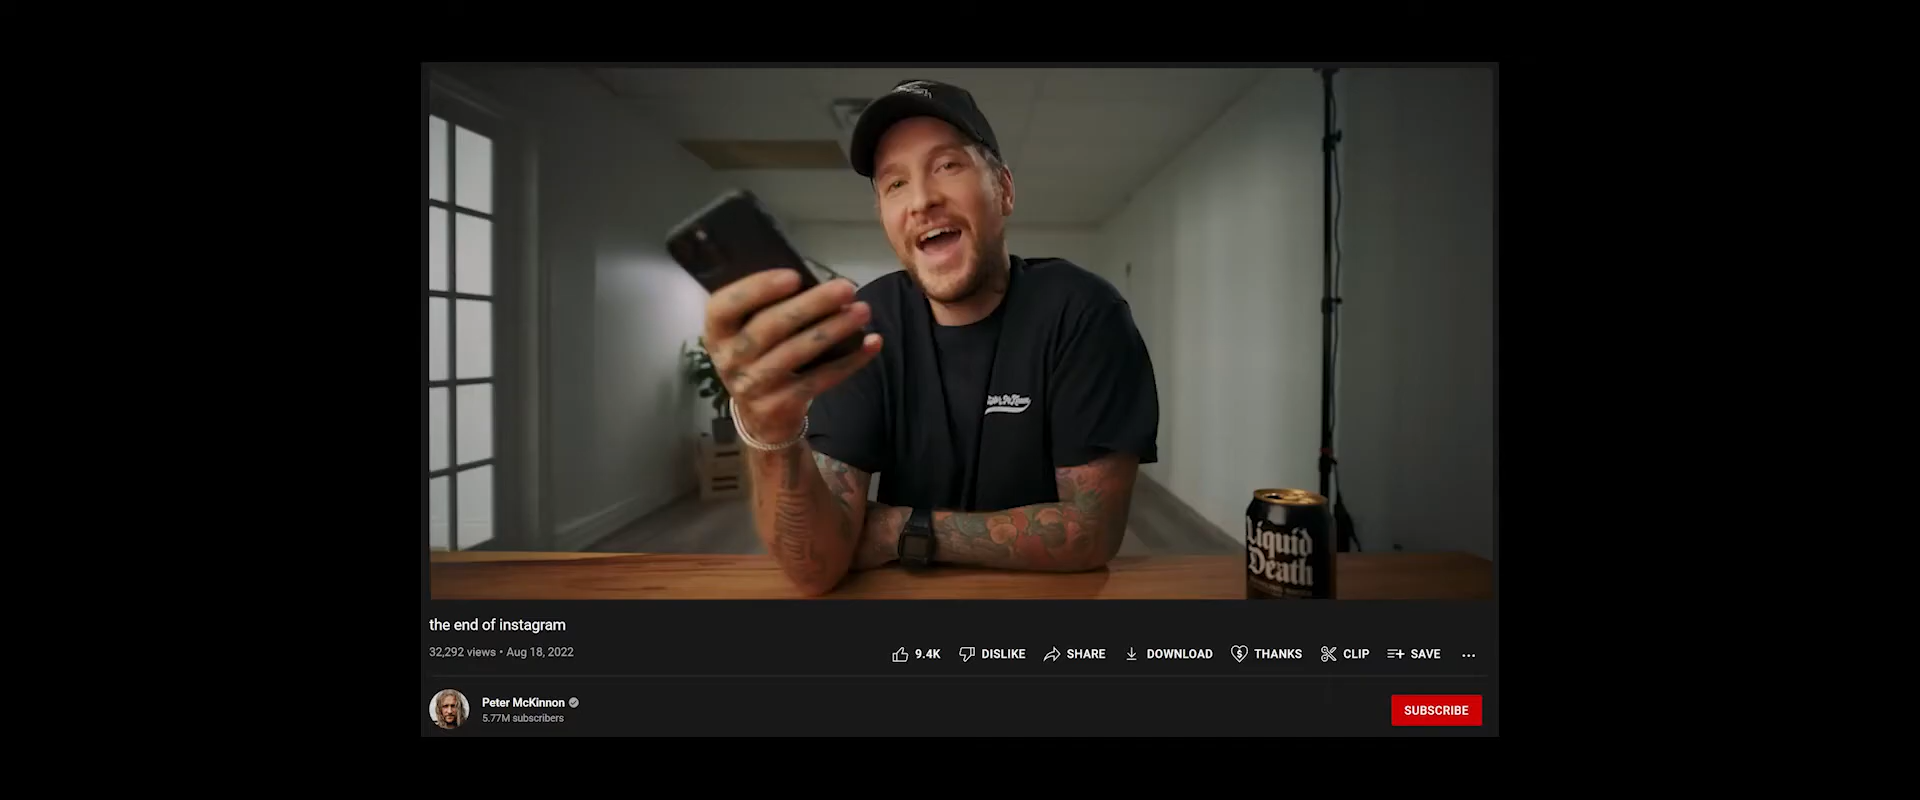 Liquid
Death
the end of instagram
32,292 views • Aug 18, 2022
9.4K DISLIKE SHARE DOWNLOAD THANKS CLIP SAVE ...
Peter McKinnon
5.77M subscribers
SUBSCRIBE